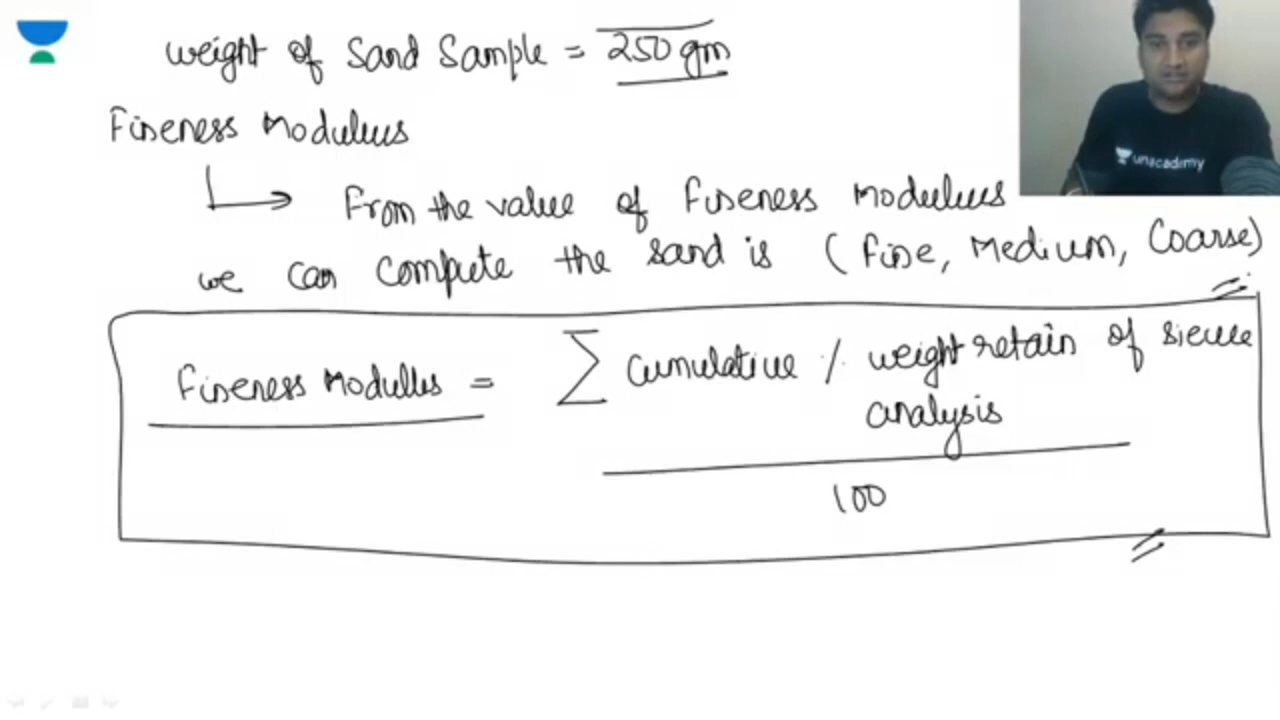 weight of Sand Sample = 250 gm
Fineness Modulus
From the value of Fineness Modulus
we can compute the sand is (Fine, Medium, Coarse)
Fineness Modulus = ∑ Cumulative % weight retain of sieve
analysis
100
unacademy